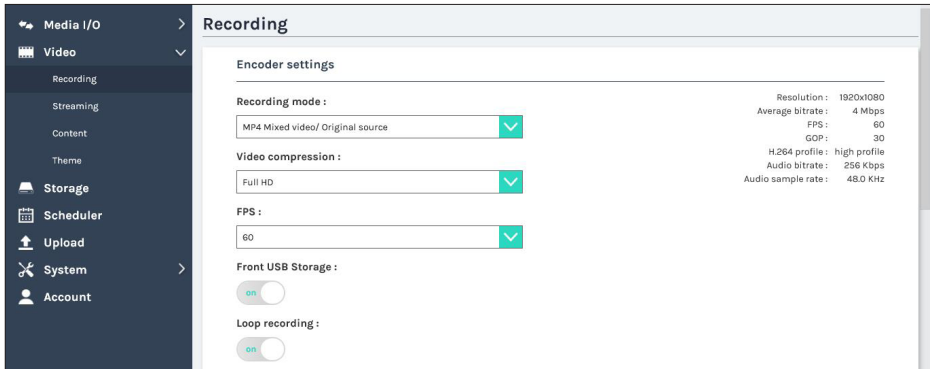 Media I/O
Video
Recording
Streaming
Content
Theme
Storage
Scheduler
Upload
System
Account
Recording
Encoder settings
Recording mode :
MP4 Mixed video/ Original source
Video compression :
Full HD
FPS :
60
Front USB Storage :
on
Loop recording :
on
Resolution : 1920x1080
Average bitrate : 4 Mbps
FPS : 60
GOP : 30
H.264 profile : high profile
Audio bitrate : 256 Kbps
Audio sample rate : 48.0 KHz